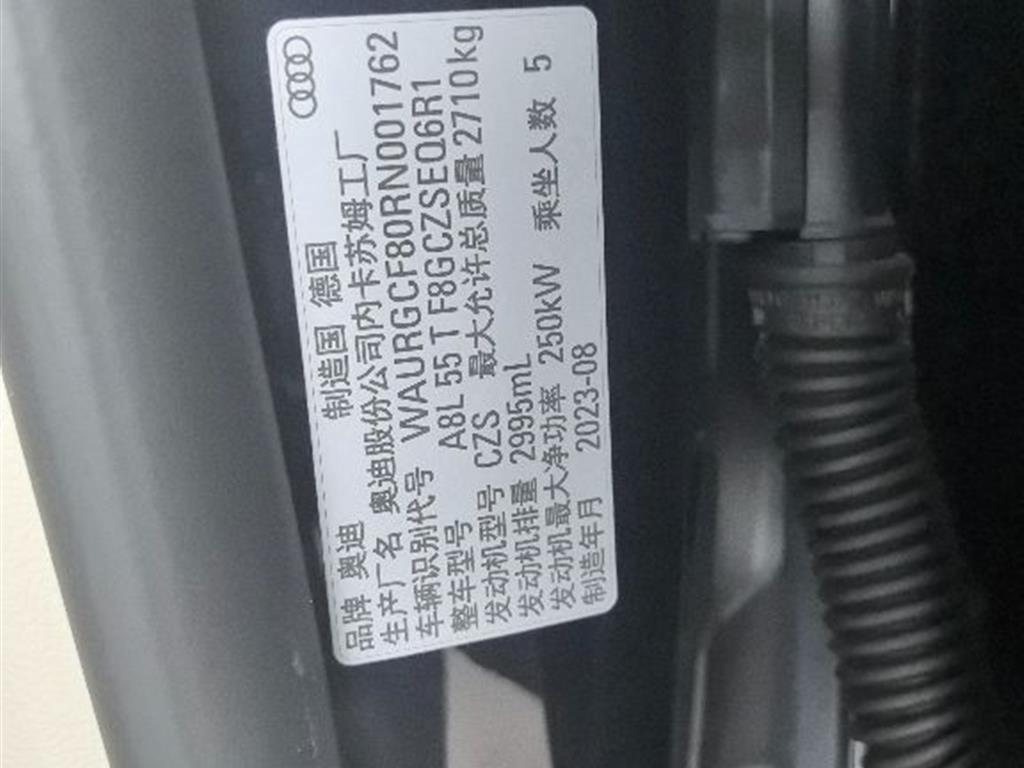 品牌 奥迪 制造国 德国
生产厂名 奥迪股份公司内卡苏姆工厂
车辆识别代号 WAURGCF80RN001762
整车型号 A8L 55 T F8GCZSEQ6R1
发动机型号 CZS 最大允许总质量 2710kg
发动机排量 2995mL
发动机最大净功率 250kW 乘坐人数 5
制造年月 2023-08